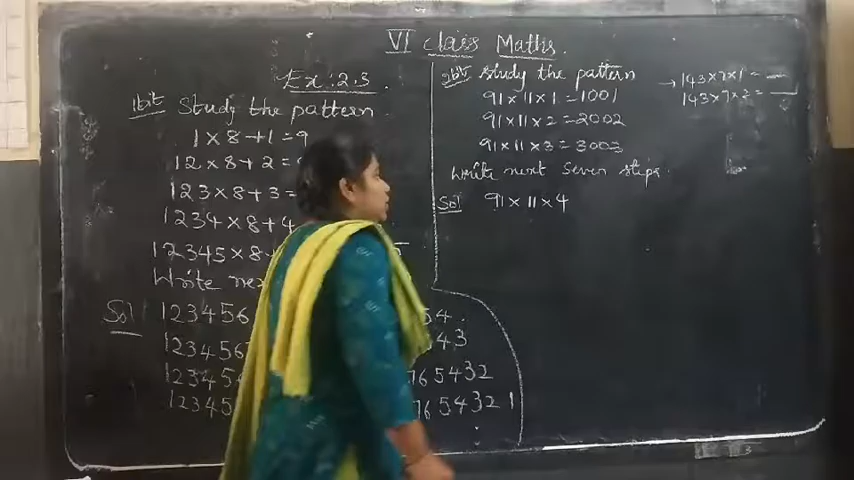 VI class Maths.
Ex: 2.3
1bit Study the pattern
1×8+1=9
12×8+2=
123×8+3=
1234×8+4
12345×8
Write
Sol 123456 54.
123456 43
12345 765432
12345 7654321
2bit study the pattern
91×11×1=1001
91×11×2=2002
91×11×3=3003
Write next Seven steps.
Sol 91×11×4
→143×7×1=
143×7×2=